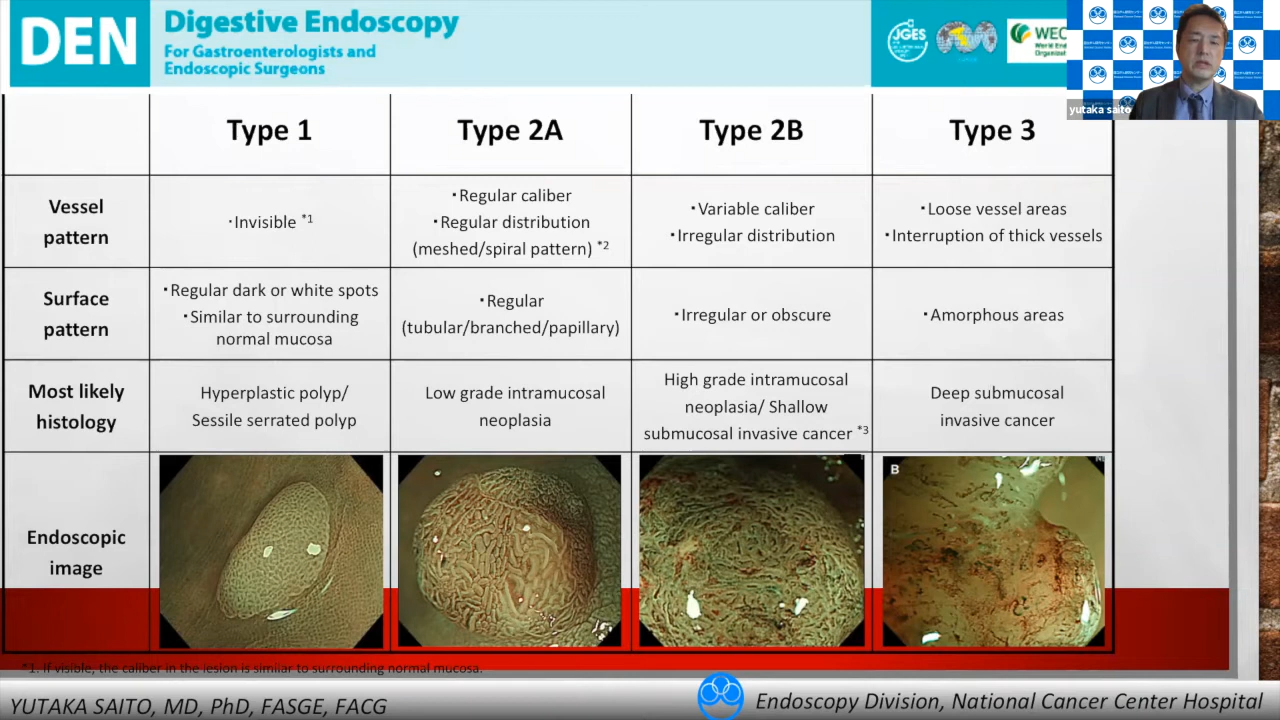 DEN
Digestive Endoscopy
For Gastroenterologists and
Endoscopic Surgeons
JGES
WEO
World End
Organizat
yutaka saito
Type 1
Type 2A
Type 2B
Type 3
Vessel
pattern
・Invisible *1
・Regular caliber
・Regular distribution
(meshed/spiral pattern) *2
・Variable caliber
・Irregular distribution
・Loose vessel areas
・Interruption of thick vessels
Surface
pattern
・Regular dark or white spots
・Similar to surrounding
normal mucosa
・Regular
(tubular/branched/papillary)
・Irregular or obscure
・Amorphous areas
Most likely
histology
Hyperplastic polyp/
Sessile serrated polyp
Low grade intramucosal
neoplasia
High grade intramucosal
neoplasia/ Shallow
submucosal invasive cancer *3
Deep submucosal
invasive cancer
Endoscopic
image
B
*1. If visible, the caliber in the lesion is similar to surrounding normal mucosa.
YUTAKA SAITO, MD, PhD, FASGE, FACG
Endoscopy Division, National Cancer Center Hospital